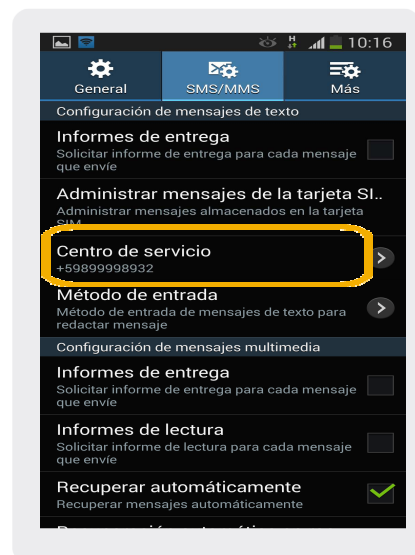 H
10:16
General
SMS/MMS
Más
Configuración de mensajes de texto
Informes de entrega
Solicitar informe de entrega para cada mensaje
que envíe
Administrar mensajes de la tarjeta SI..
Administrar mensajes almacenados en la tarjeta
SIM
Centro de servicio
+59899998932
Método de entrada
Método de entrada de mensajes de texto para
redactar mensaje
Configuración de mensajes multimedia
Informes de entrega
Solicitar informe de entrega para cada mensaje
que envíe
Informes de lectura
Solicitar informe de lectura para cada mensaje
que envíe
Recuperar automáticamente
Recuperar mensajes automáticamente